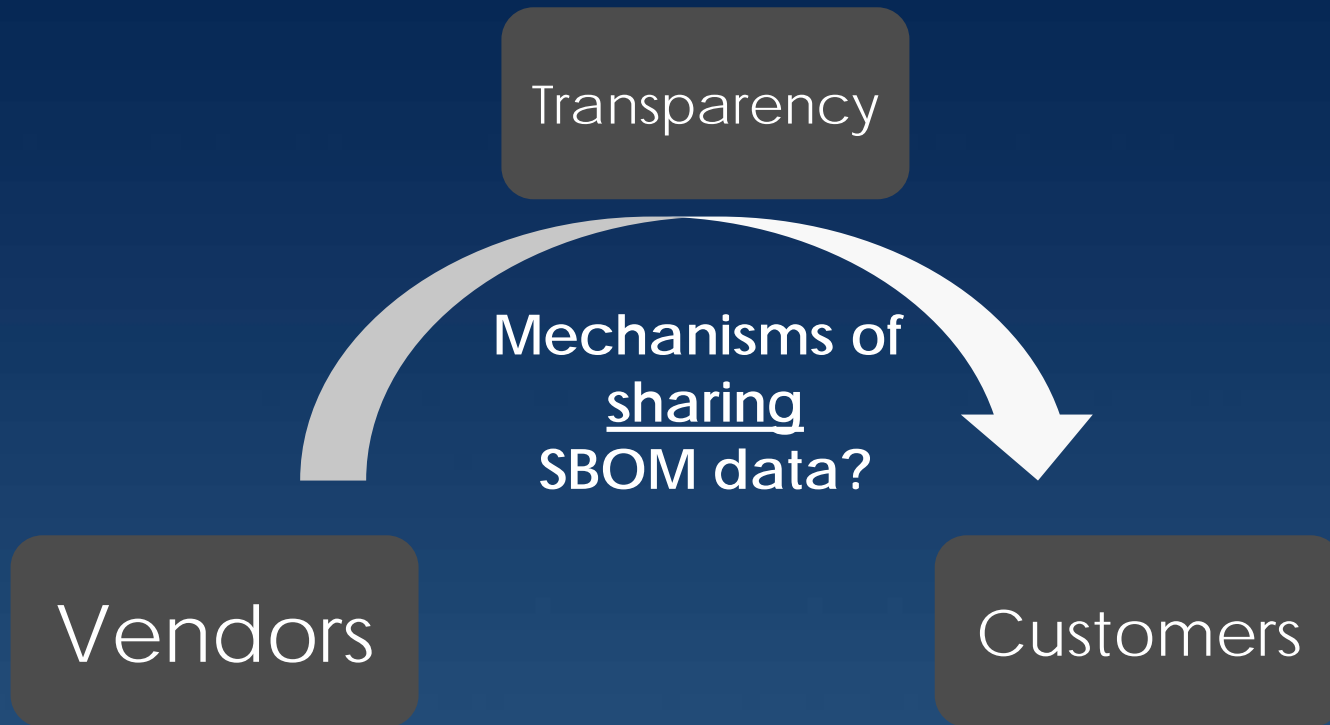 Transparency
Mechanisms of
sharing
SBOM data?
Vendors
Customers